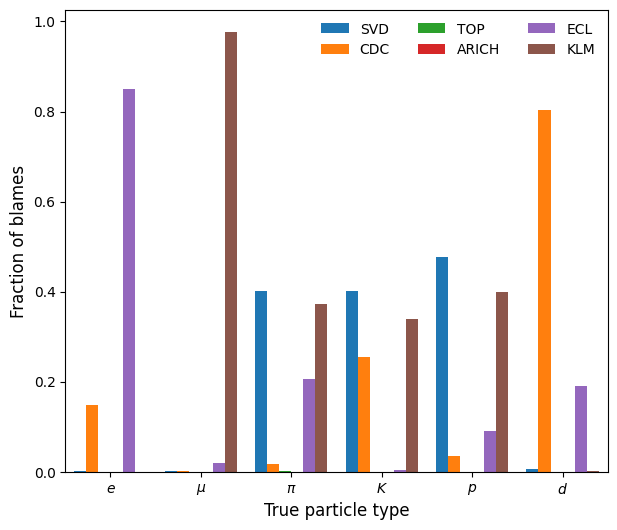 1.0
0.8
0.6
0.4
0.2
0.0
Fraction of blames
SVD
CDC
TOP
ARICH
ECL
KLM
e
μ
π
K
p
d
True particle type